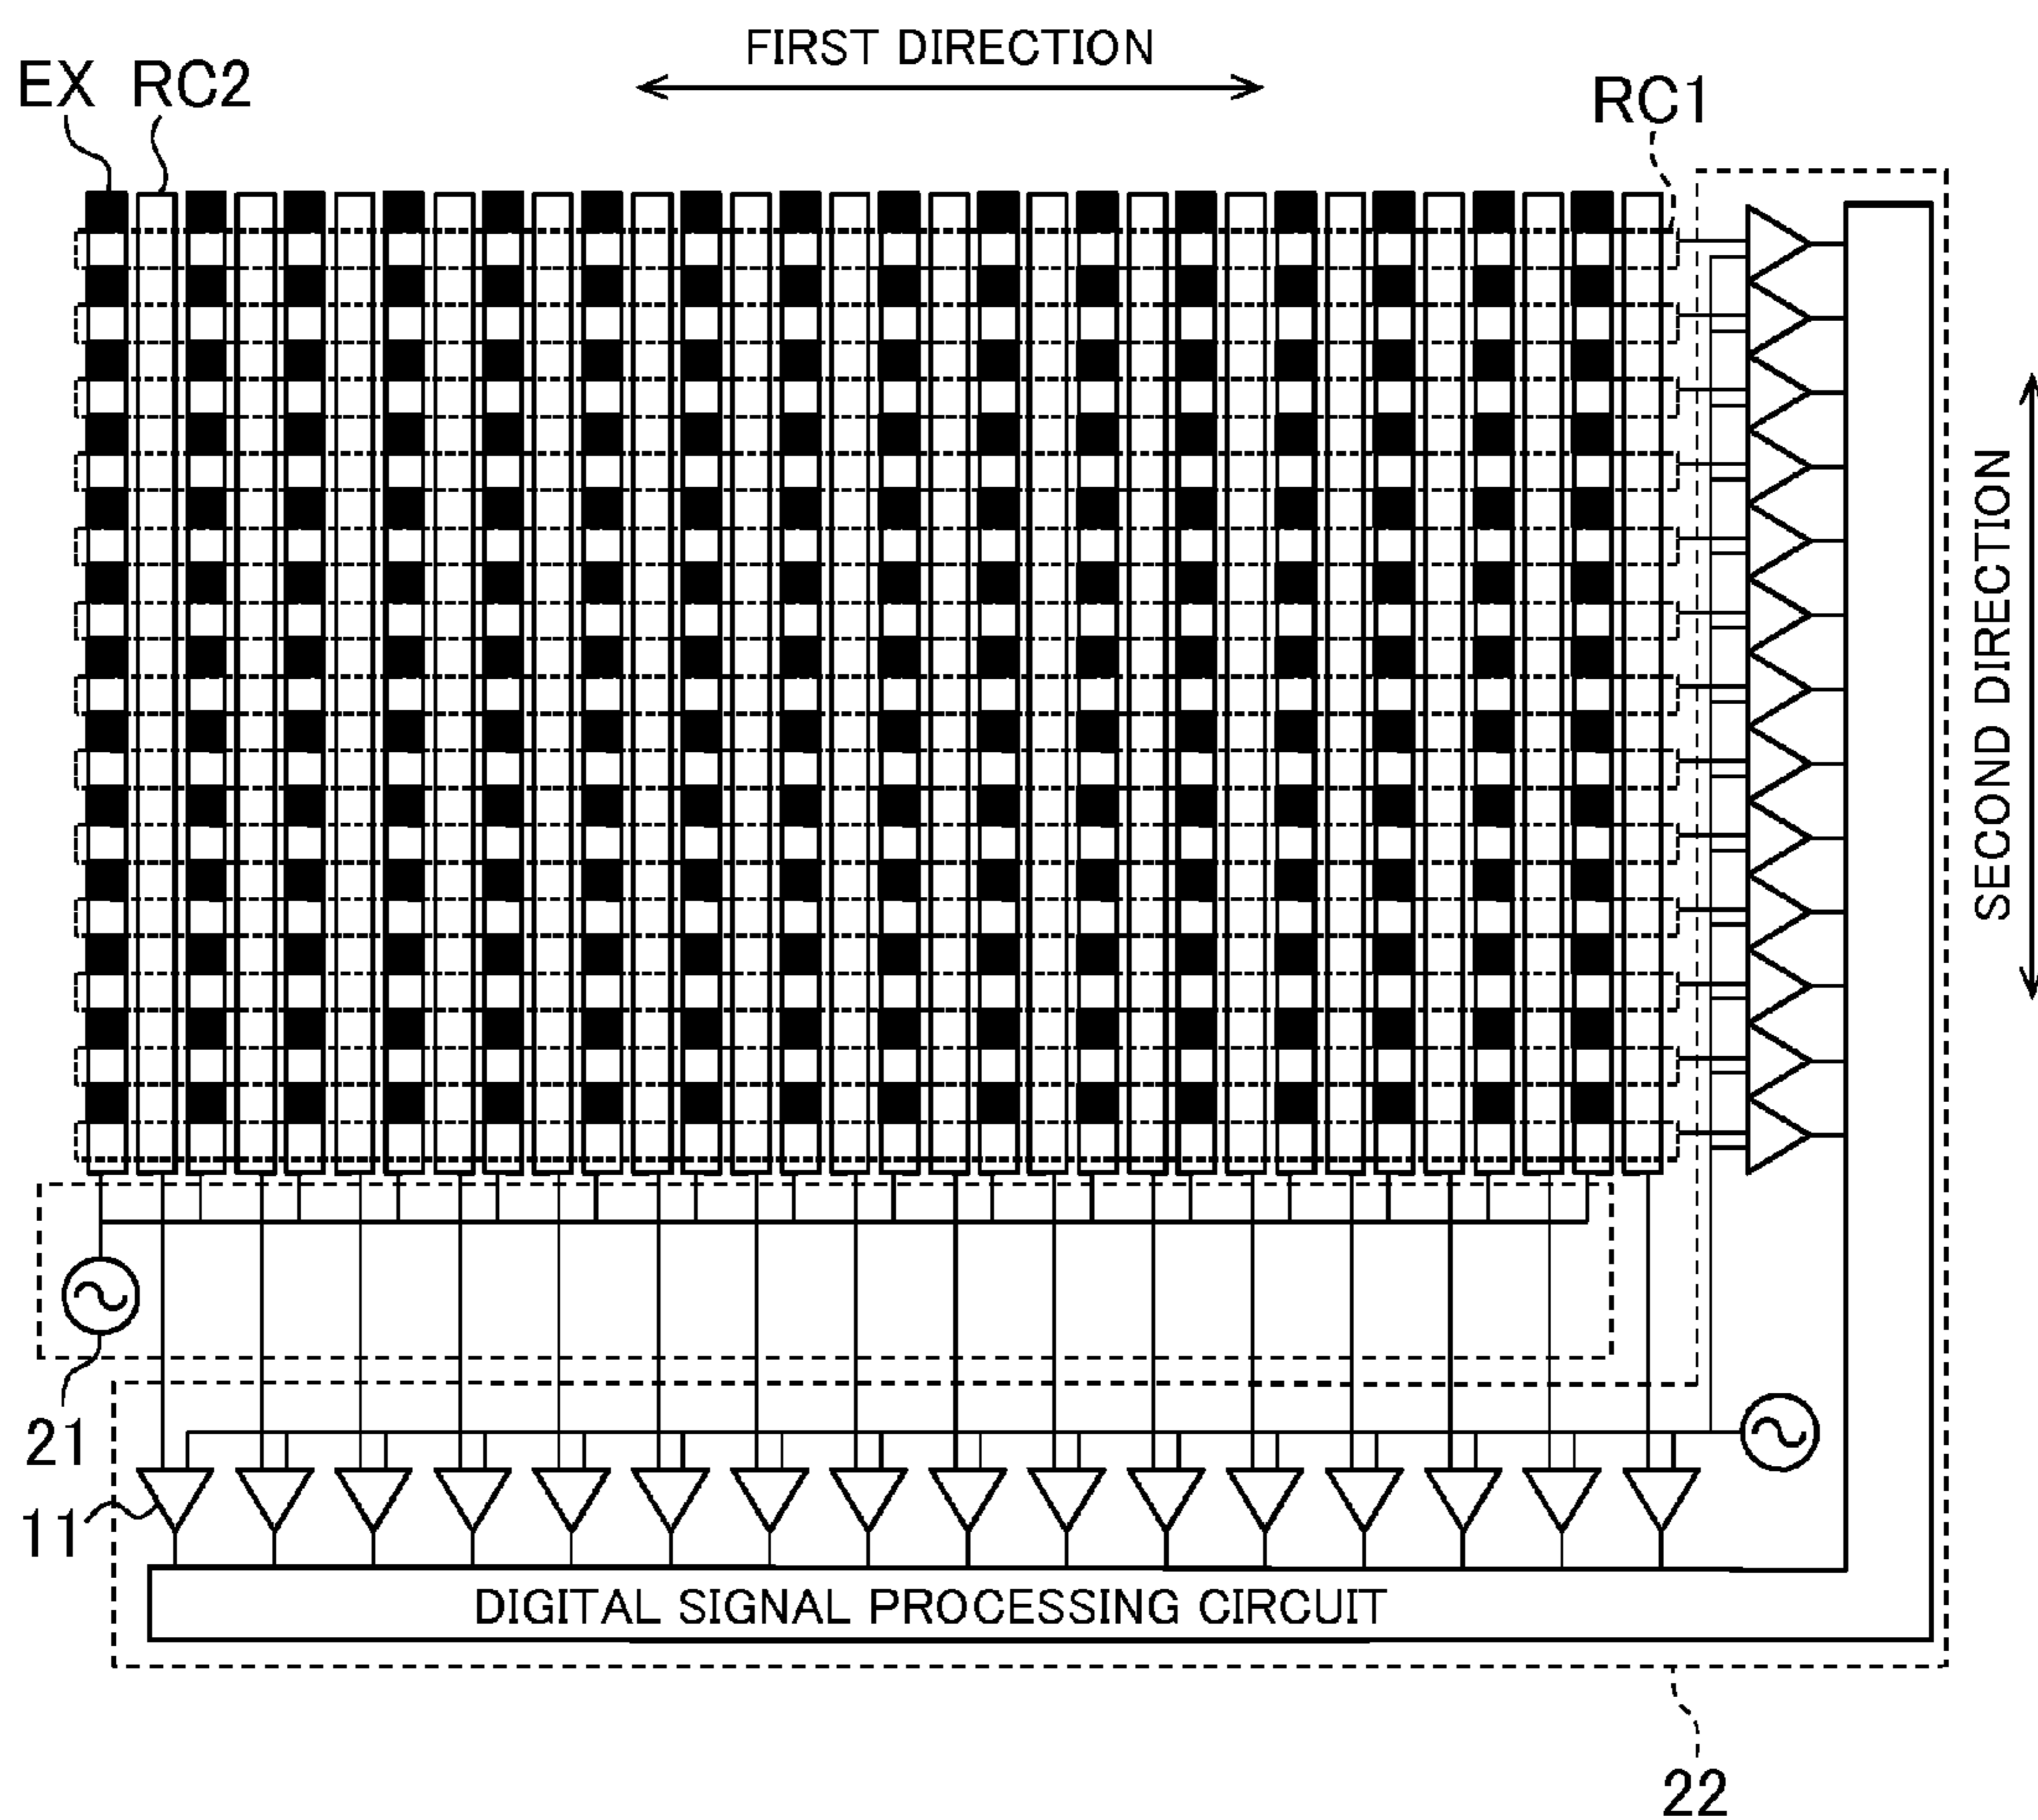 FIRST DIRECTION
EX RC2
RC1
SECOND DIRECTION
21
11
DIGITAL SIGNAL PROCESSING CIRCUIT
22